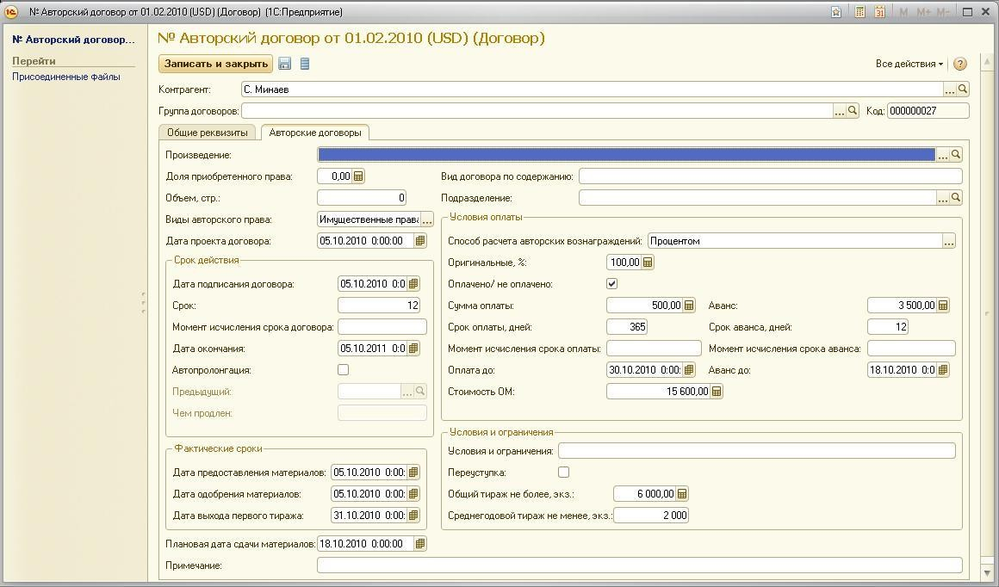 № Авторский договор от 01.02.2010 (USD) (Договор) (1С:Предприятие)
31 M M+ M-
№ Авторский договор...
Перейти
Присоединенные файлы
№ Авторский договор от 01.02.2010 (USD) (Договор)
Записать и закрыть Все действия ?
Контрагент: С. Минаев ...
Группа договоров: ... Код: 000000027
Общие реквизиты Авторские договоры
Произведение: ...
Доля приобретенного права: 0,00 Вид договора по содержанию:
Объем, стр.: 0 Подразделение: ...
Виды авторского права: Имущественные права ... Условия оплаты
Дата проекта договора: 05.10.2010 0:00:00 Способ расчета авторских вознаграждений: Процентом ...
Срок действия Оригинальные, %: 100,00
Дата подписания договора: 05.10.2010 0:0 Оплачено/ не оплачено:
Срок: 12 Сумма оплаты: 500,00 Аванс: 3 500,00
Момент исчисления срока договора: Срок оплаты, дней: 365 Срок аванса, дней: 12
Дата окончания: 05.10.2011 0:0 Момент исчисления срока оплаты: Момент исчисления срока аванса:
Автопролонгация: Оплата до: 30.10.2010 0:00: Аванс до: 18.10.2010 0:0
Предыдущий: ... Стоимость ОМ: 15 600,00
Чем продлен:
Условия и ограничения
Фактические сроки Условия и ограничения:
Дата предоставления материалов: 05.10.2010 0:00: Переуступка:
Дата одобрения материалов: 05.10.2010 0:00: Общий тираж не более, экз.: 6 000,00
Дата выхода первого тиража: 31.10.2010 0:00: Среднегодовой тираж не менее, экз.: 2 000
Плановая дата сдачи материалов: 18.10.2010 0:00:00
Примечание: